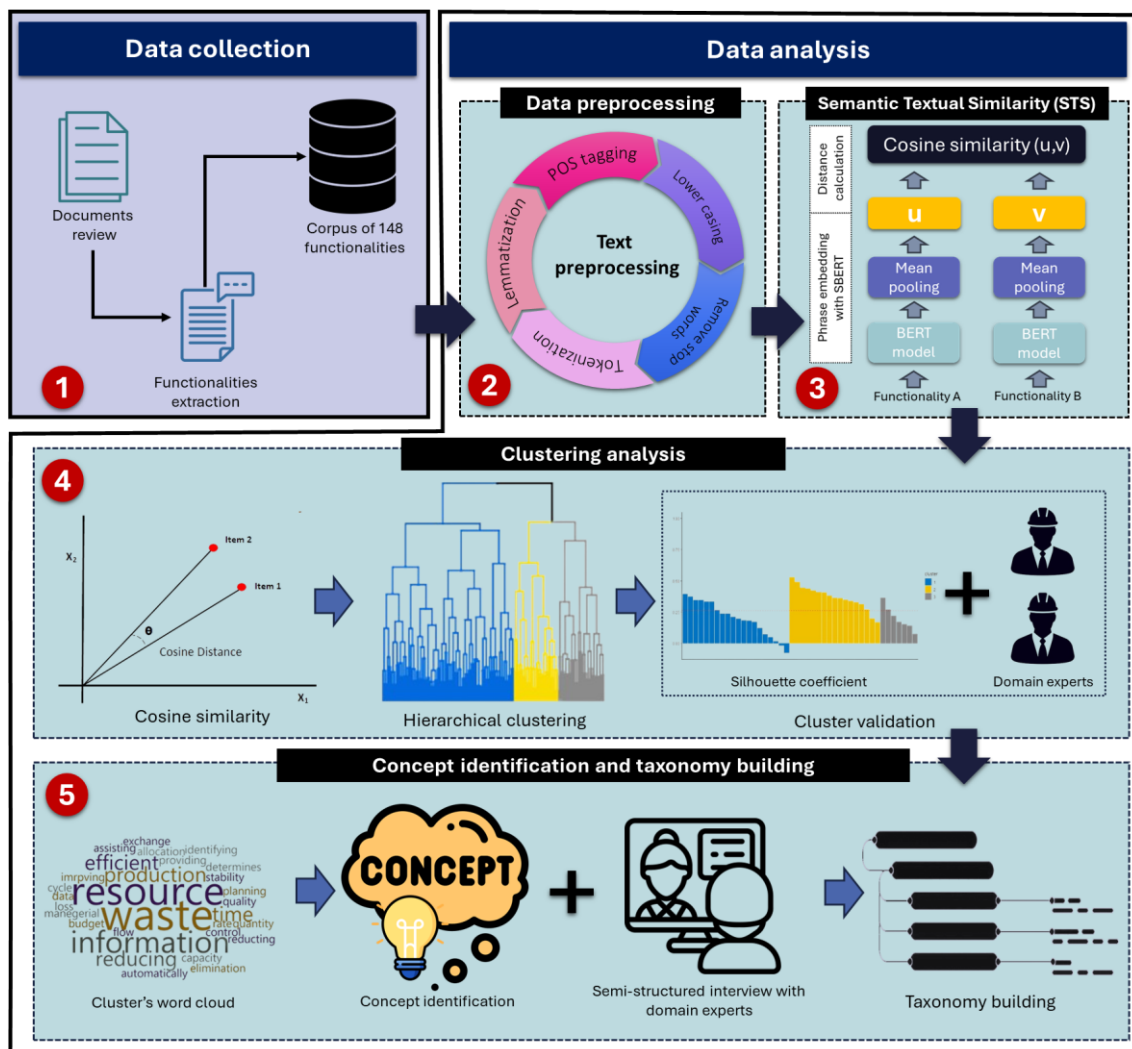 Data collection
Documents
review
Corpus of 148
functionalities
Functionalities
extraction
1
Data analysis
Data preprocessing
POS tagging
Lower casing
Remove stop
words
Tokenization
Lemmatization
Text
preprocessing
2
Semantic Textual Similarity (STS)
Distance
calculation
Phrase embedding
with SBERT
Cosine similarity (u,v)
u
v
Mean
pooling
Mean
pooling
BERT
model
BERT
model
Functionality A
Functionality B
3
Clustering analysis
4
X2
Item 2
Item 1
θ
Cosine Distance
X1
Cosine similarity
Hierarchical clustering
Silhouette coefficient
Domain experts
Cluster validation
Concept identification and taxonomy building
5
exchange
assisting
allocation
identifying
efficient
providing
determines
imrpving
production
stability
cycle
resource
planning
data
quality
loss
waste
manegerial
time
budget
flow
control
rate
quantity
information
reducting
reducing
capacity
automatically
elimination
Cluster's word cloud
CONCEPT
Concept identification
Semi-structured interview with
domain experts
Taxonomy building